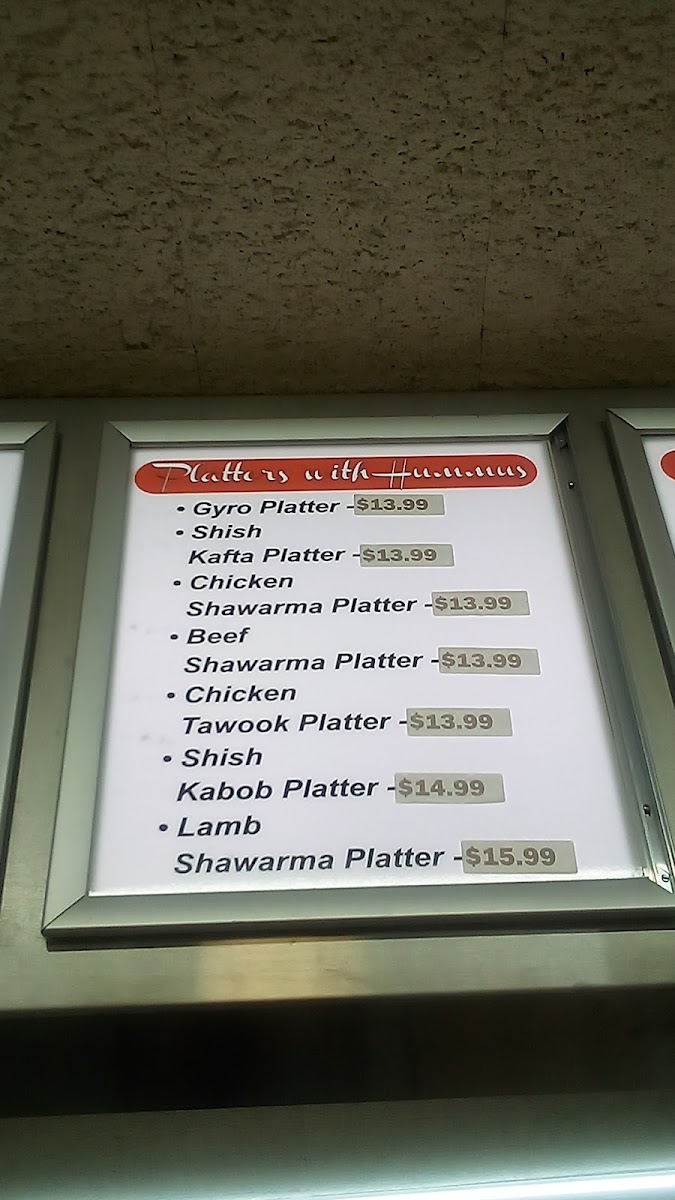 Platters with Hummus
• Gyro Platter -$13.99
• Shish
Kafta Platter -$13.99
• Chicken
Shawarma Platter -$13.99
• Beef
Shawarma Platter -$13.99
• Chicken
Tawook Platter -$13.99
• Shish
Kabob Platter -$14.99
• Lamb
Shawarma Platter -$15.99